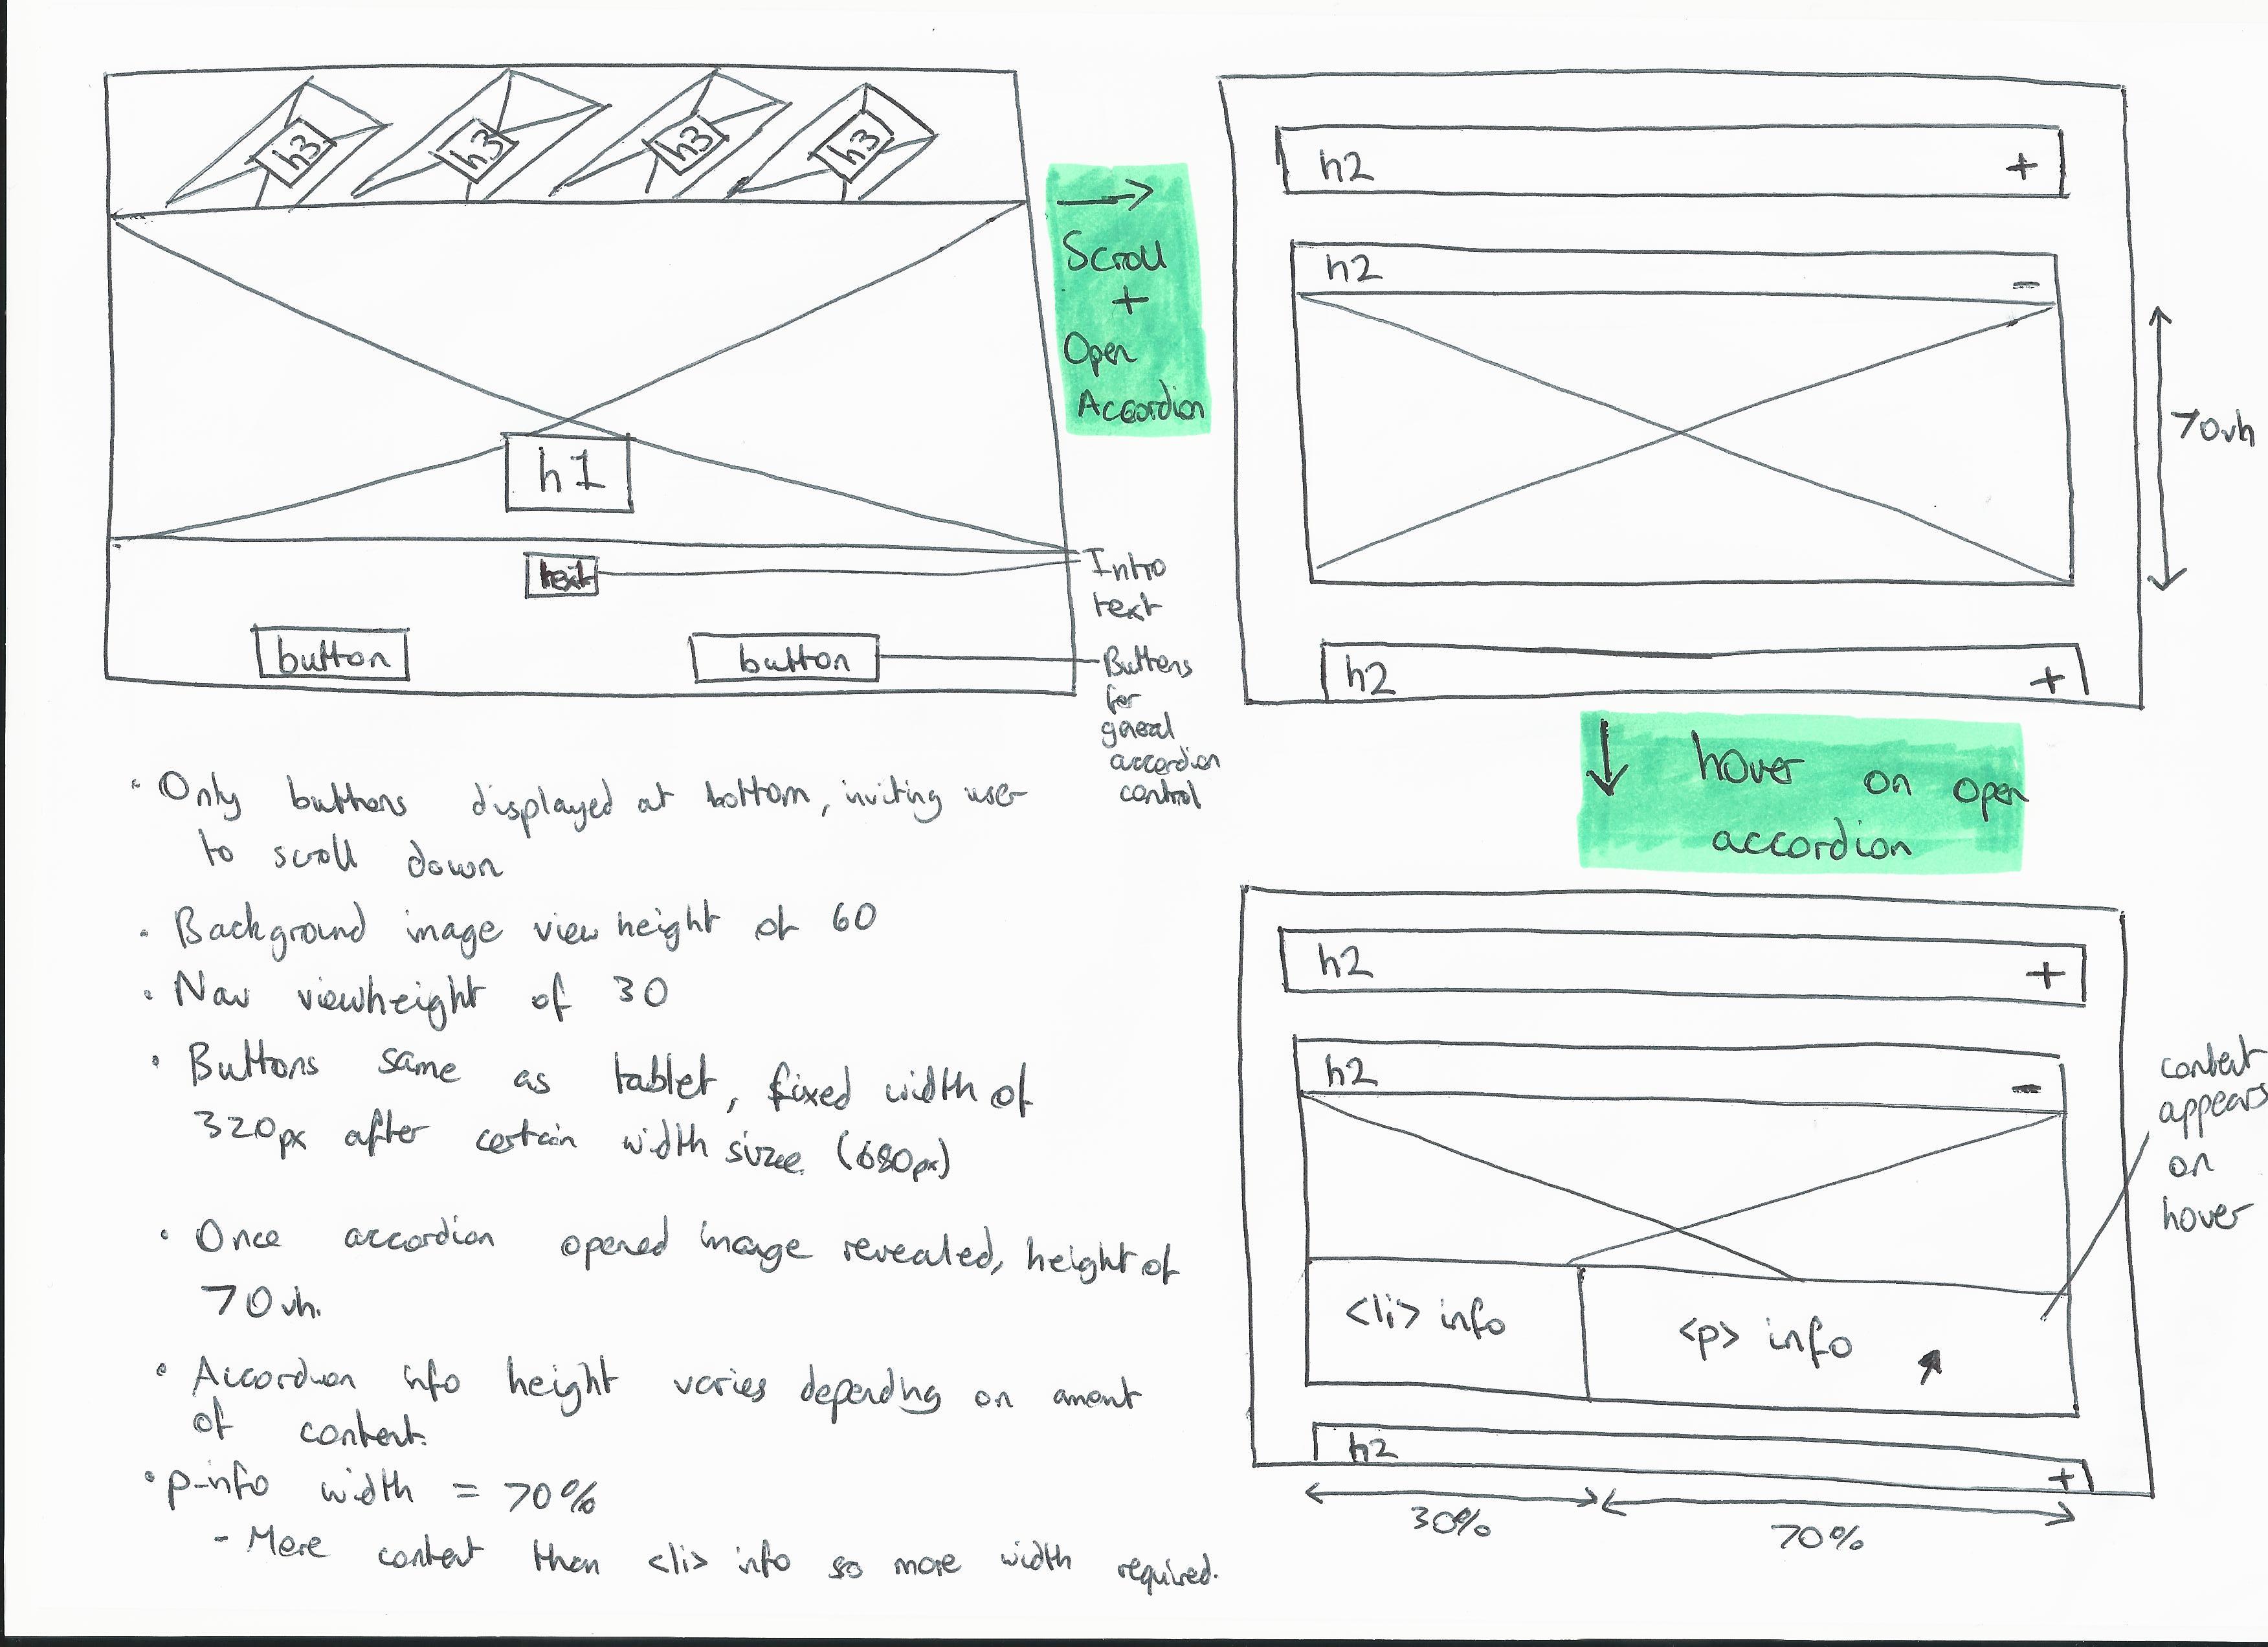 h3 h3 h3 h3
h1
text
button button
Intro
text
Buttons
for
general
accordion
control
→
Scroll
+
Open
Accordion
h2 +
h2 -
70vh
h2 +
↓ hover on open
accordion
h2 +
h2 -
<li> info <p> info
content
appears
on
hover
h2 +
30% 70%
• Only buttons displayed at bottom, inviting user
to scroll down
• Background image view height of 60
• Nav viewheight of 30
• Buttons same as tablet, fixed width of
320px after certain width size (680px)
• Once accordion opened image revealed, height of
70vh.
• Accordion info height varies depending on amount
of content.
• p-info width = 70%
- More content than <li> info so more width required.